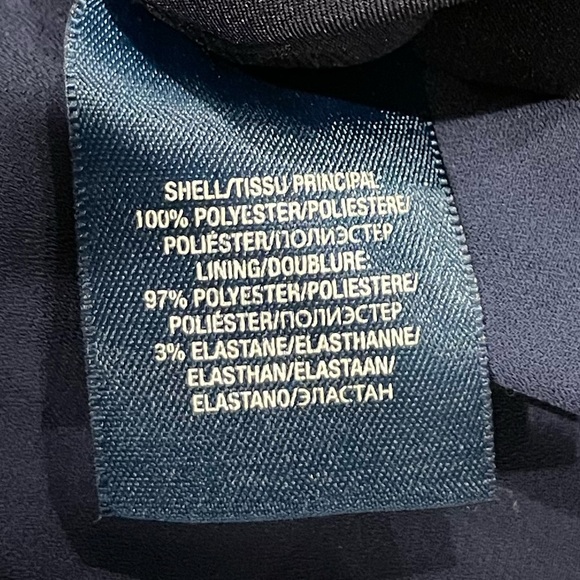 SHELL/TISSU PRINCIPAL
100% POLYESTER/POLIESTERE/
POLIÉSTER/ПОЛИЭСТЕР
LINING/DOUBLURE
97% POLYESTER/POLIESTERE/
POLIÉSTER/ПОЛИЭСТЕР
3% ELASTANE/ELASTHANNE/
ELASTHAN/ELASTAAN/
ELASTANO/ЭЛАСТАН